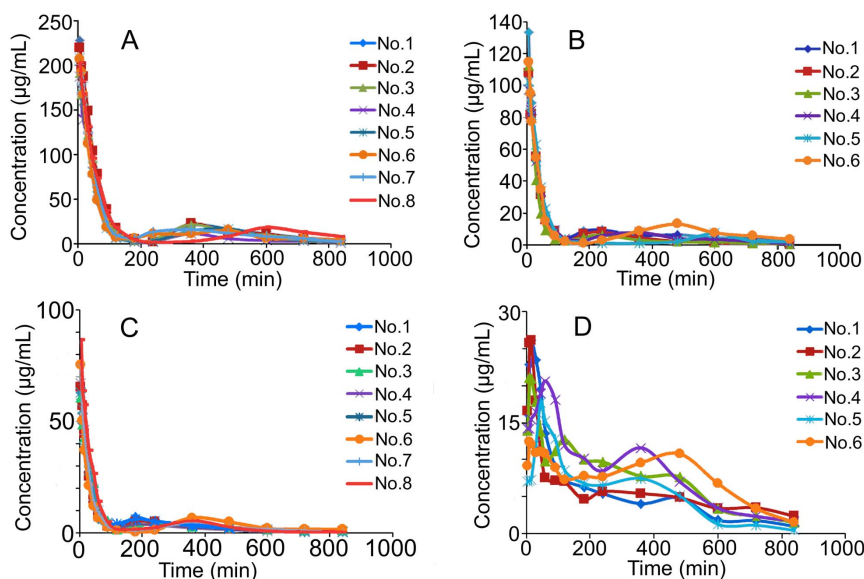 A
Concentration (µg/mL)
250
200
150
100
50
0
0
200
400
600
800
1000
Time (min)
No.1
No.2
No.3
No.4
No.5
No.6
No.7
No.8
B
Concentration (µg/mL)
140
120
100
80
60
40
20
0
0
200
400
600
800
1000
Time (min)
No.1
No.2
No.3
No.4
No.5
No.6
C
Concentration (µg/mL)
100
50
0
0
200
400
600
800
1000
Time (min)
No.1
No.2
No.3
No.4
No.5
No.6
No.7
No.8
D
Concentration (µg/mL)
30
15
0
0
200
400
600
800
1000
Time (min)
No.1
No.2
No.3
No.4
No.5
No.6